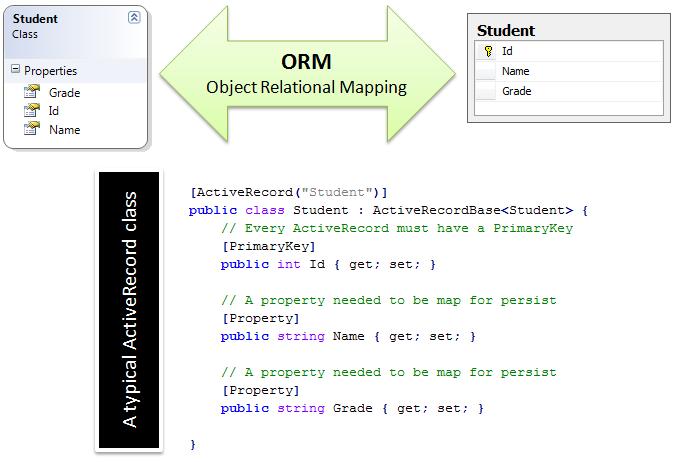 Student
Class
Properties
Grade
Id
Name
ORM
Object Relational Mapping
Student
Id
Name
Grade
A typical ActiveRecord class
[ActiveRecord("Student")]
public class Student : ActiveRecordBase<Student> {
// Every ActiveRecord must have a PrimaryKey
[PrimaryKey]
public int Id { get; set; }
// A property needed to be map for persist
[Property]
public string Name { get; set; }
// A property needed to be map for persist
[Property]
public string Grade { get; set; }
}